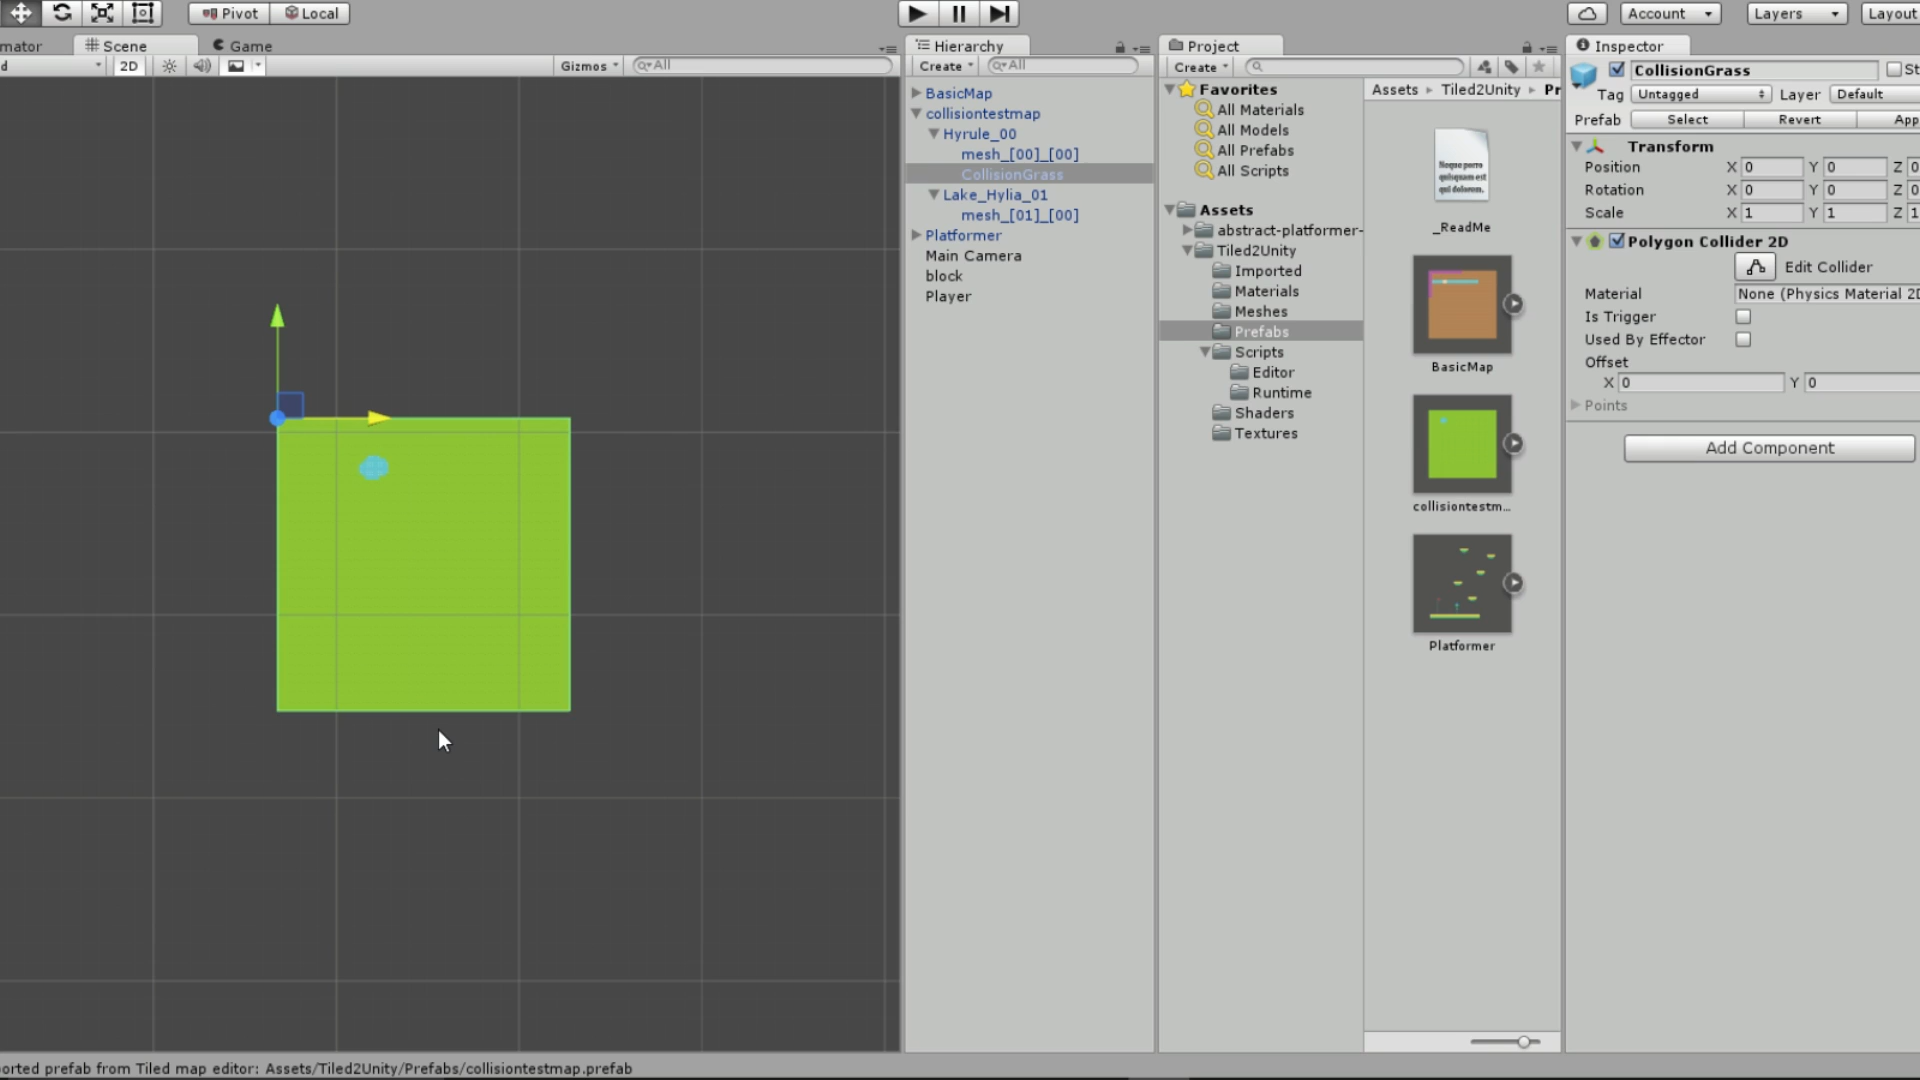 Pivot Local
Account Layers Layout
mator Scene Game
d 2D Gizmos All
Hierarchy
Create All
BasicMap
collisiontestmap
Hyrule_00
mesh_[00]_[00]
CollisionGrass
Lake_Hylia_01
mesh_[01]_[00]
Platformer
Main Camera
block
Player
Project
Create
Favorites
All Materials
All Models
All Prefabs
All Scripts
Assets
abstract-platformer-
Tiled2Unity
Imported
Materials
Meshes
Prefabs
Scripts
Editor
Runtime
Shaders
Textures
Assets Tiled2Unity Pr
Neque porro
quisquam est
qui dolorem.
_ReadMe
BasicMap
collisiontestm...
Platformer
Inspector
CollisionGrass St
Tag Untagged Layer Default
Prefab Select Revert App
Transform
Position X 0 Y 0 Z 0
Rotation X 0 Y 0 Z 0
Scale X 1 Y 1 Z 1
Polygon Collider 2D
Edit Collider
Material None (Physics Material 2D
Is Trigger
Used By Effector
Offset
X 0 Y 0
Points
Add Component
orted prefab from Tiled map editor: Assets/Tiled2Unity/Prefabs/collisiontestmap.prefab